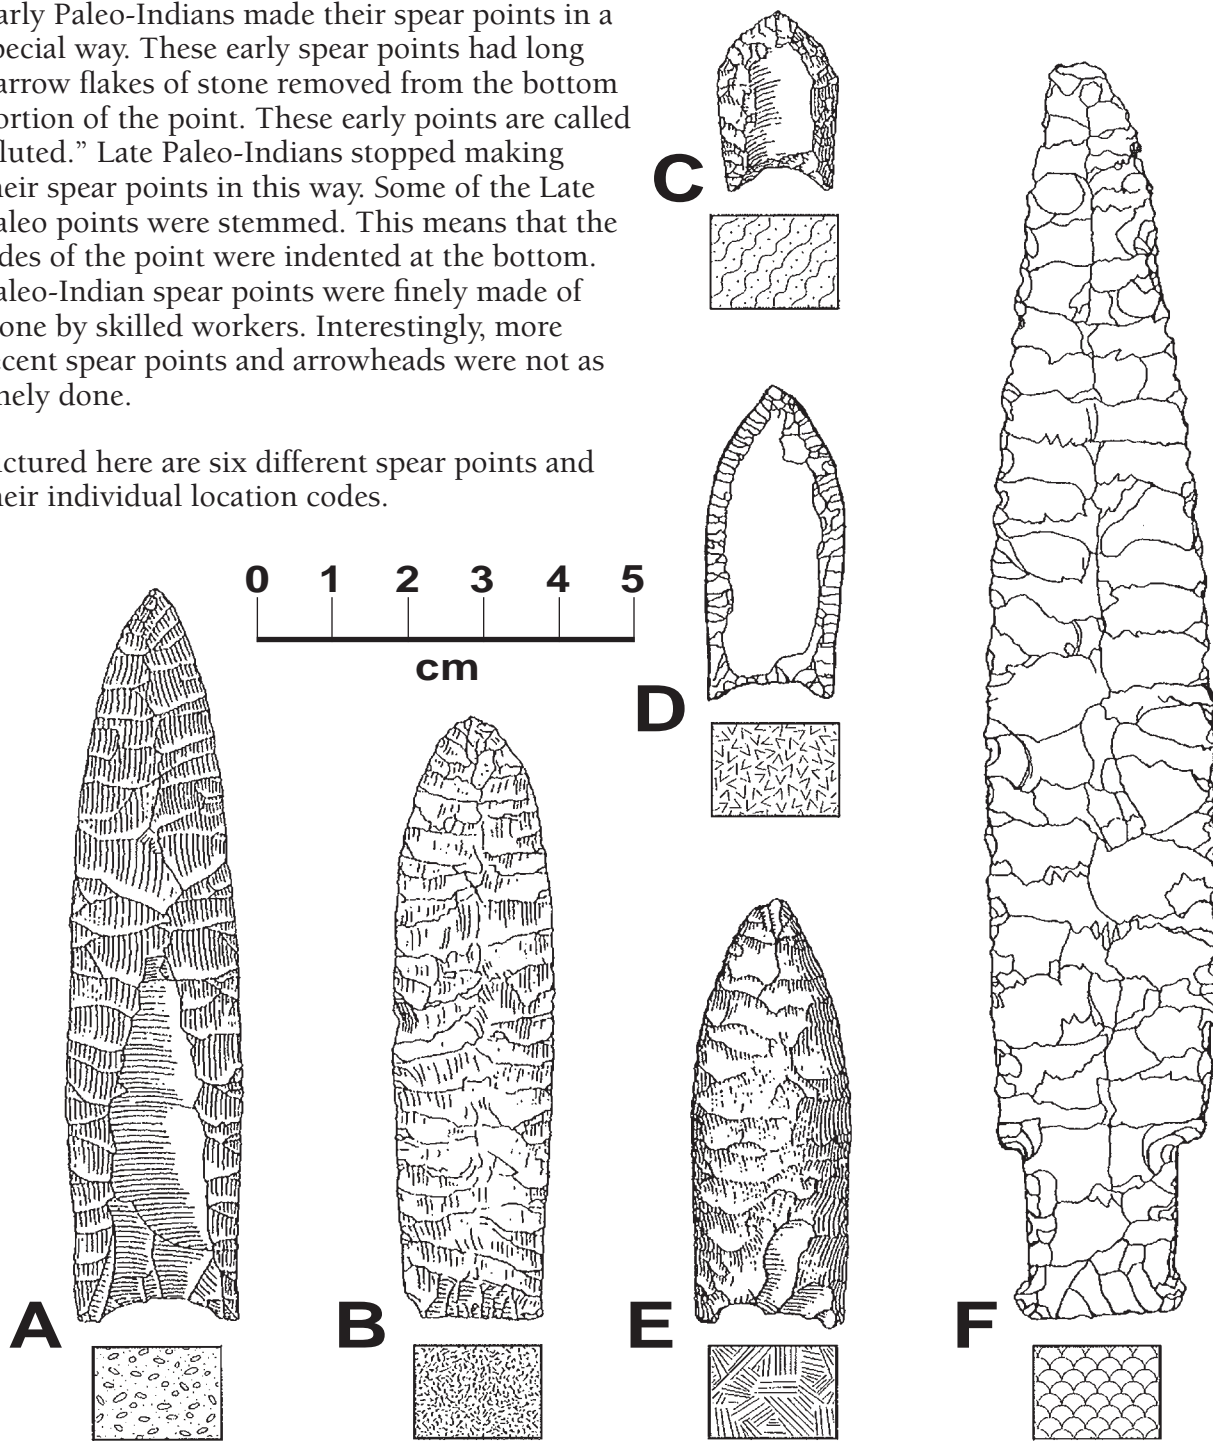 arly Paleo-Indians made their spear points in a
pecial way. These early spear points had long
arrow flakes of stone removed from the bottom
ortion of the point. These early points are called
luted.” Late Paleo-Indians stopped making
heir spear points in this way. Some of the Late
aleo points were stemmed. This means that the
des of the point were indented at the bottom.
aleo-Indian spear points were finely made of
one by skilled workers. Interestingly, more
ecent spear points and arrowheads were not as
nely done.
ctured here are six different spear points and
heir individual location codes.
0 1 2 3 4 5
cm
A
B
C
D
E
F